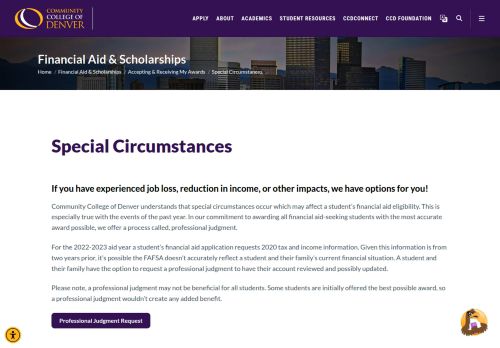 COMMUNITY
COLLEGE OF
DENVER
APPLY ABOUT ACADEMICS STUDENT RESOURCES CCDCONNECT CCD FOUNDATION
Financial Aid & Scholarships
Home / Financial Aid & Scholarships / Accepting & Receiving My Awards / Special Circumstances
Special Circumstances
If you have experienced job loss, reduction in income, or other impacts, we have options for you!
Community College of Denver understands that special circumstances occur which may affect a student's financial aid eligibility. This is
especially true with the events of the past year. In our commitment to awarding all financial aid-seeking students with the most accurate
award possible, we offer a process called, professional judgment.
For the 2022-2023 aid year a student's financial aid application requests 2020 tax and income information. Given this information is from
two years prior, it's possible the FAFSA doesn't accurately reflect a student and their family's current financial situation. A student and
their family have the option to request a professional judgment to have their account reviewed and possibly updated.
Please note, a professional judgment may not be beneficial for all students. Some students are initially offered the best possible award, so
a professional judgment wouldn't create any added benefit.
Professional Judgment Request